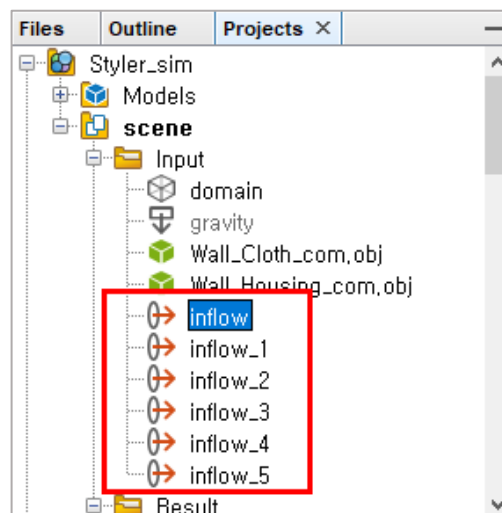 Files Outline Projects ×
Styler_sim
Models
scene
Input
domain
gravity
Wall_Cloth_com,obj
Wall_Housing_com,obj
inflow
inflow_1
inflow_2
inflow_3
inflow_4
inflow_5
Result